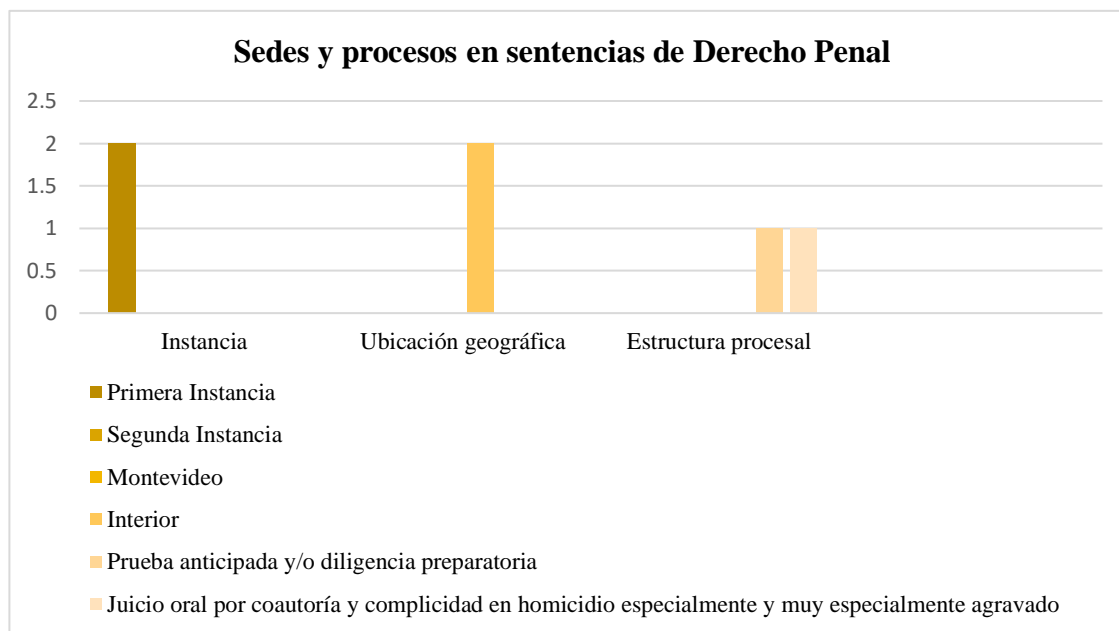 Sedes y procesos en sentencias de Derecho Penal
2.5
2
1.5
1
0.5
0
Instancia
Ubicación geográfica
Estructura procesal
Primera Instancia
Segunda Instancia
Montevideo
Interior
Prueba anticipada y/o diligencia preparatoria
Juicio oral por coautoría y complicidad en homicidio especialmente y muy especialmente agravado